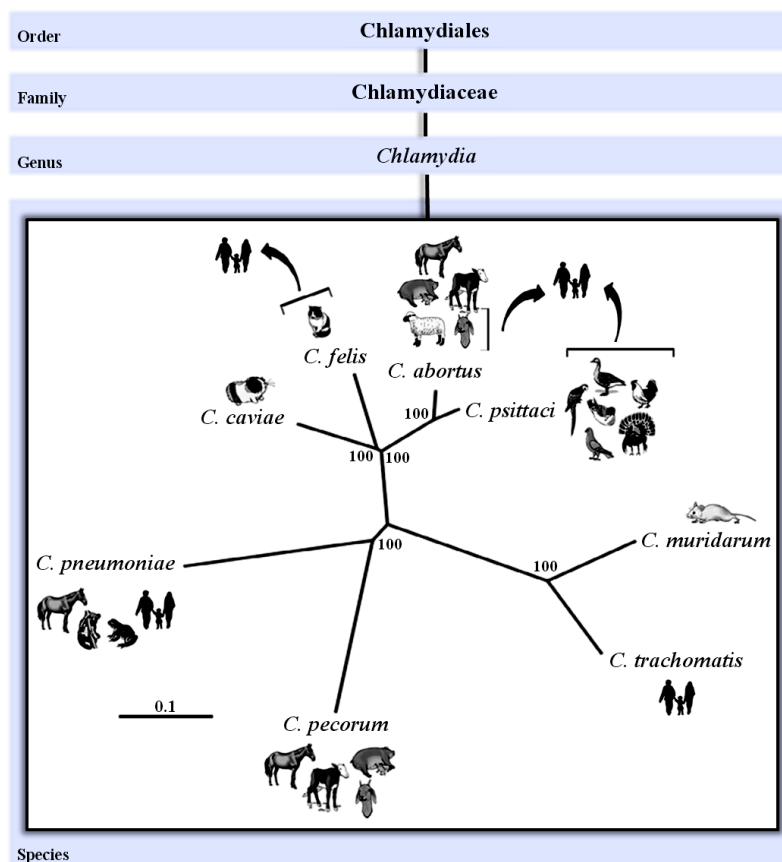 Order
Chlamydiales
Family
Chlamydiaceae
Genus
Chlamydia
C. felis
C. abortus
C. caviae
100
C. psittaci
100
100
C. muridarum
C. pneumoniae
100
100
C. trachomatis
0.1
C. pecorum
Species